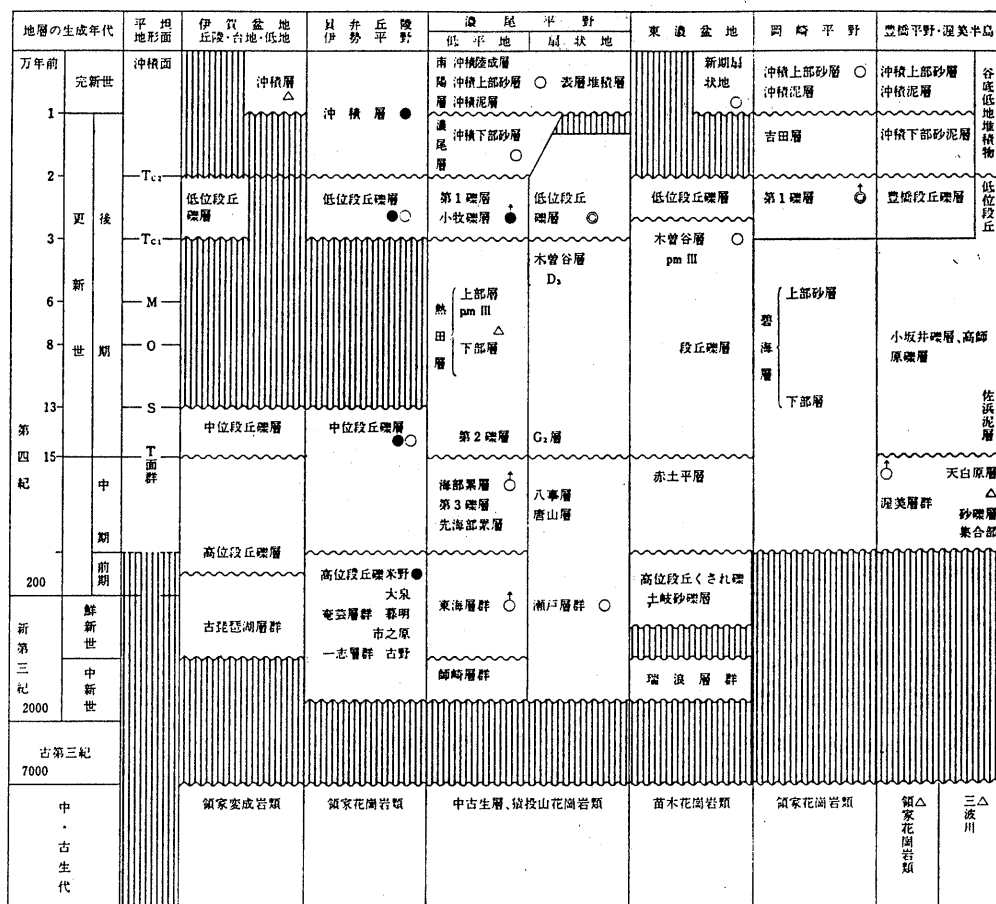 地層の生成年代
平坦地形面
伊賀盆地
丘陵・台地・低地
員弁丘陵
伊勢平野
濃尾平野
低平地
扇状地
東濃盆地
岡崎平野
豊橋平野・渥美半島
万年前
完新世
1
2
3
6
8
13
15
200
2000
7000
第四紀
更新世
後期
中期
前期
新第三紀
鮮新世
中新世
古第三紀
中・古生代
沖積面
Tc2
Tc1
M
O
S
T面群
沖積層 △
低位段丘
礫層
中位段丘礫層
高位段丘礫層
古琵琶湖層群
領家変成岩類
沖積層 ●
低位段丘礫層
●○
中位段丘礫層
●○
高位段丘礫米野●
大泉
奄芸層群 暮明
市之原
一志層群 古野
領家花崗岩類
南陽層
沖積陸成層
沖積上部砂層 ○
沖積泥層
濃尾層
沖積下部砂層
○
第1礫層
小牧礫層 ●
熱田層
上部層
pm III
△
下部層
第2礫層
海部累層 ○
第3礫層
先海部累層
東海層群 ○
師崎層群
表層堆積層
低位段丘
礫層 ◎
木曽谷層
D3
G2層
八事層
唐山層
瀬戸層群 ○
中古生層、猿投山花崗岩類
新期扇
状地
○
低位段丘礫層
木曽谷層 ○
pm III
段丘礫層
赤土平層
高位段丘くされ礫
土岐砂礫層
瑞浪層群
苗木花崗岩類
沖積上部砂層 ○
沖積泥層
吉田層
第1礫層 ◎
碧海層
上部砂層
下部層
領家花崗岩類
沖積上部砂層
沖積泥層
沖積下部砂泥層
谷底低地堆積物
豊橋段丘礫層
低位段丘
小坂井礫層、高師
原礫層
佐浜泥層
○ 天白原層
△
渥美層群 砂礫層
集合部
領家花崗岩類 △
三波川 △